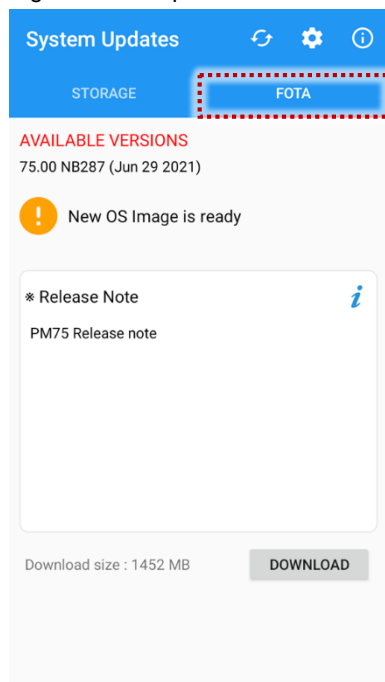 System Updates
STORAGE FOTA
AVAILABLE VERSIONS
75.00 NB287 (Jun 29 2021)
New OS Image is ready
※ Release Note
PM75 Release note
Download size : 1452 MB DOWNLOAD